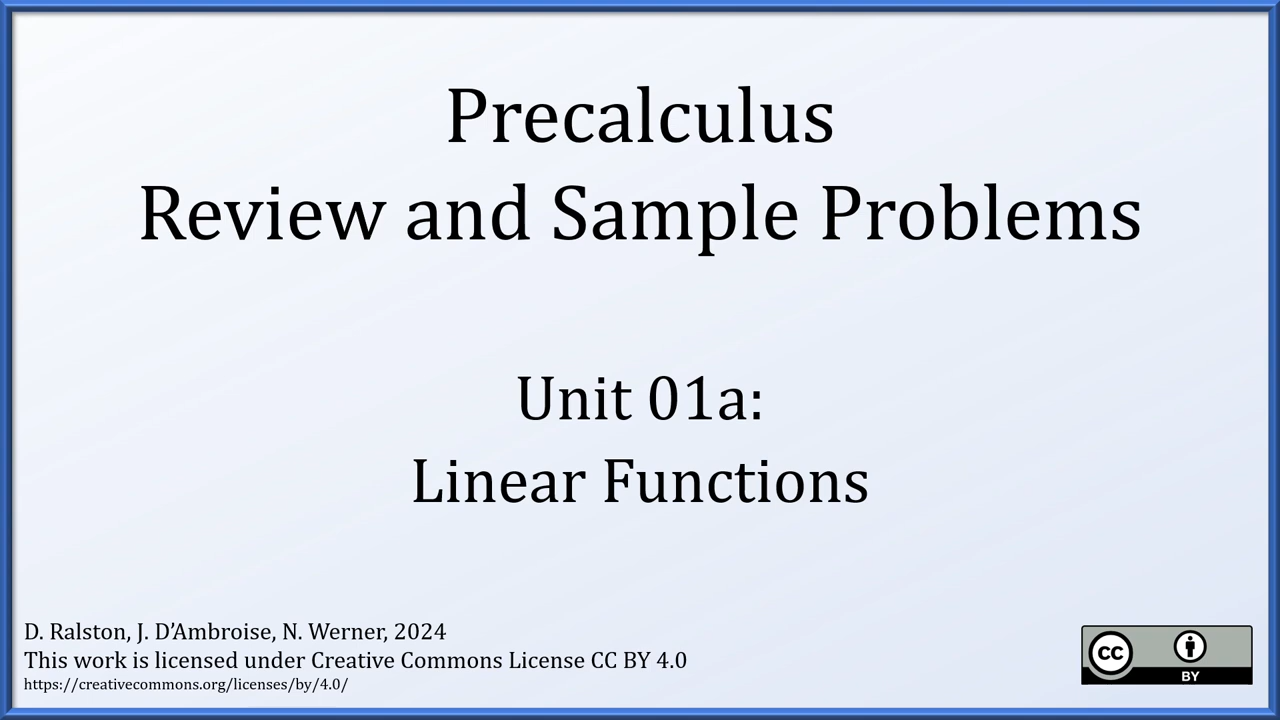 Precalculus
Review and Sample Problems
Unit 01a:
Linear Functions
D. Ralston, J. D’Ambroise, N. Werner, 2024
This work is licensed under Creative Commons License CC BY 4.0
https://creativecommons.org/licenses/by/4.0/
CC
BY